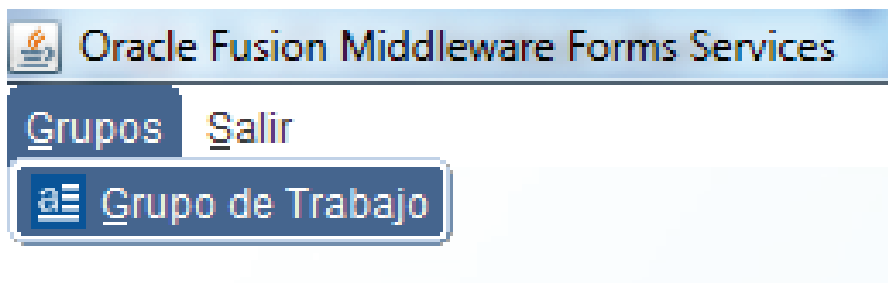 Oracle Fusion Middleware Forms Services
Grupos Salir
Grupo de Trabajo